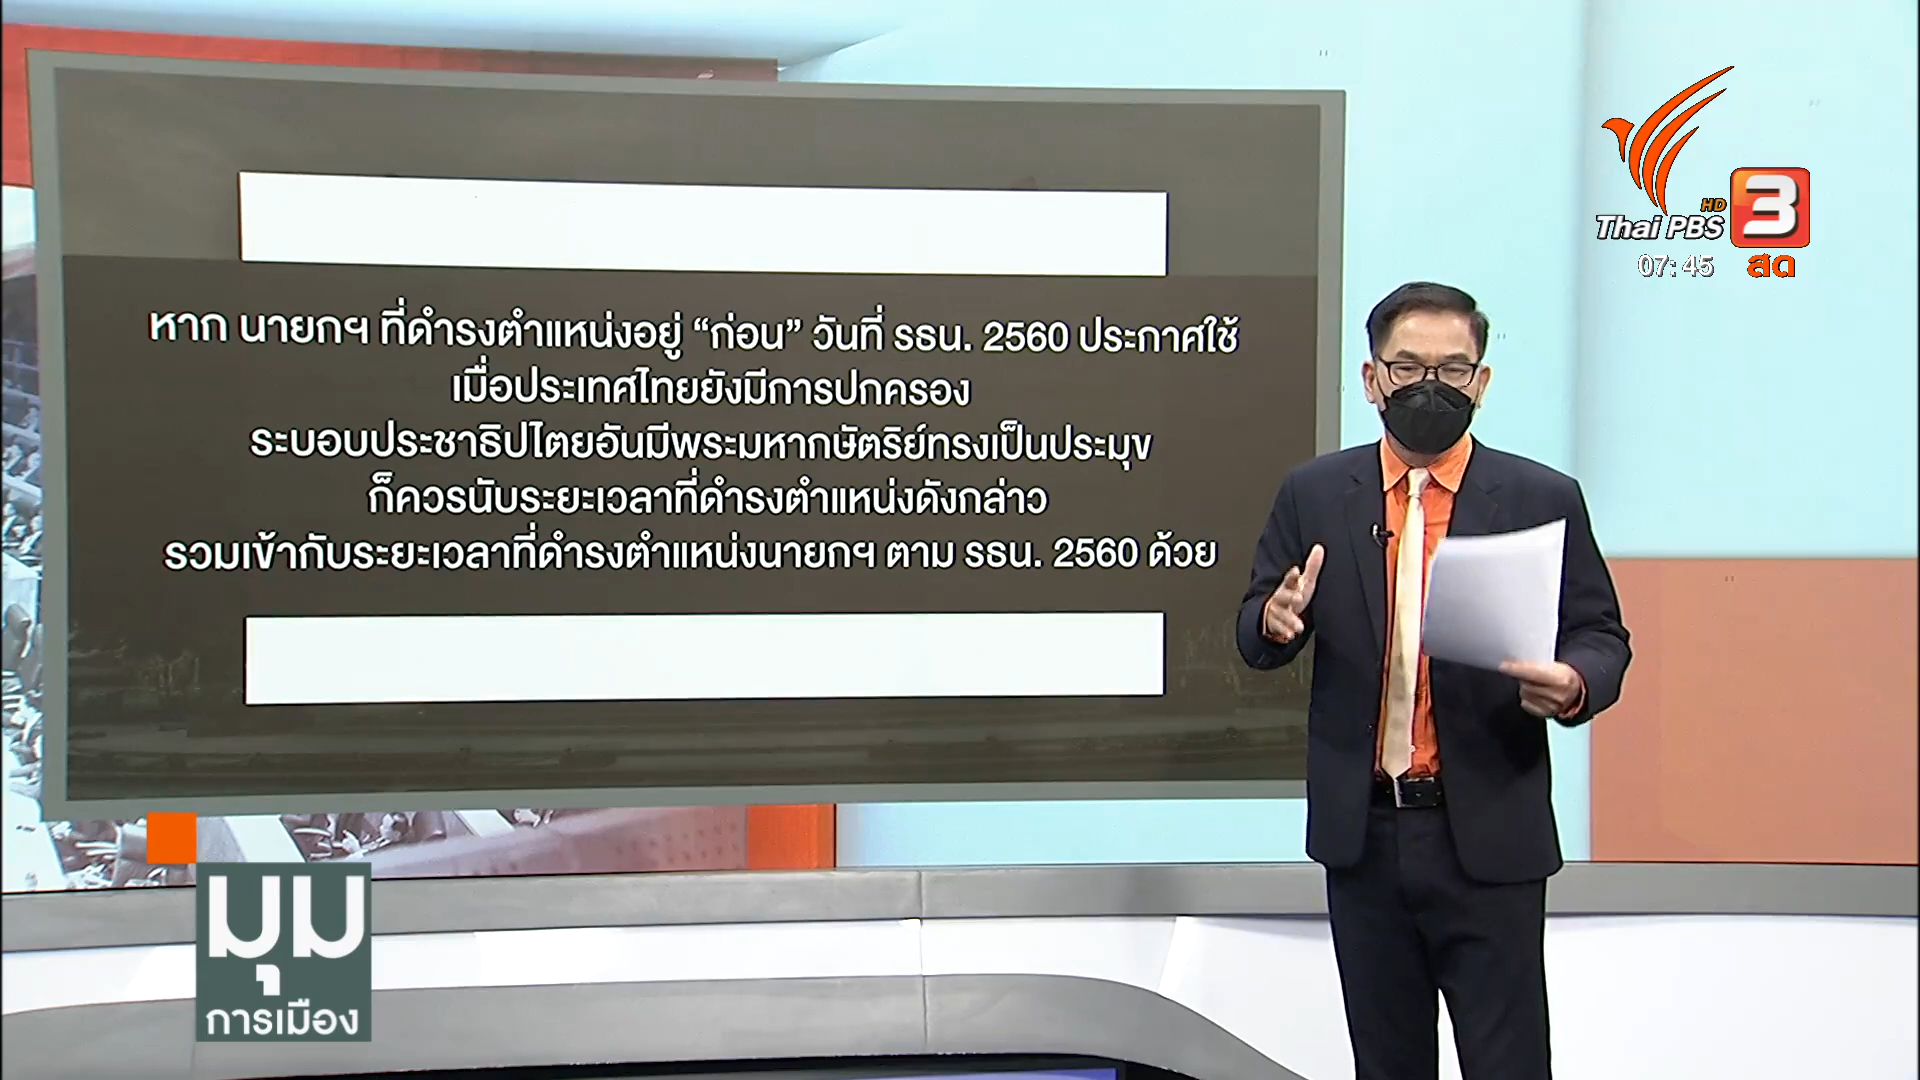 หาก นายกฯ ที่ดำรงตำแหน่งอยู่ “ก่อน” วันที่ รธน. 2560 ประกาศใช้
เมื่อประเทศไทยยังมีการปกครอง
ระบอบประชาธิปไตยอันมีพระมหากษัตริย์ทรงเป็นประมุข
ก็ควรนับระยะเวลาที่ดำรงตำแหน่งดังกล่าว
รวมเข้ากับระยะเวลาที่ดำรงตำแหน่งนายกฯ ตาม รธน. 2560 ด้วย
HD
Thai PBS 3
07:45 สด
มุม
การเมือง